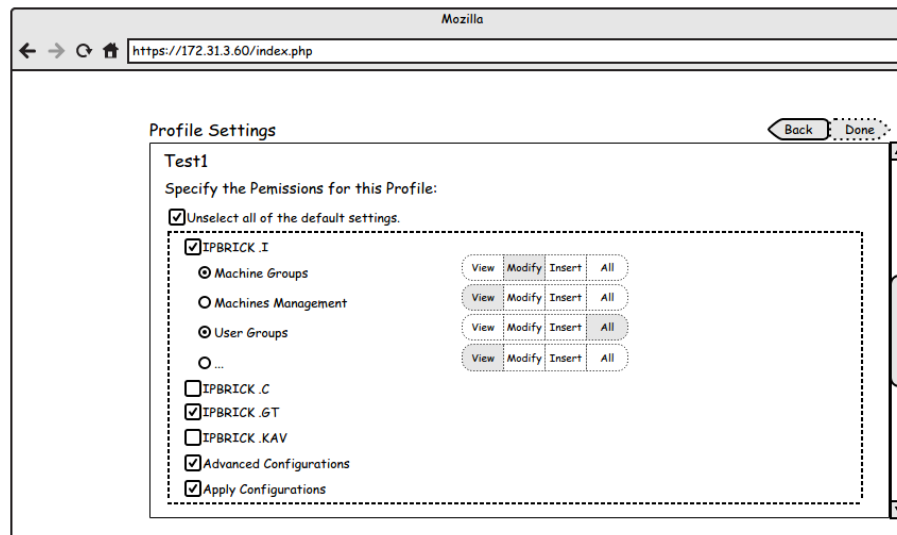 Mozilla
https://172.31.3.60/index.php
Profile Settings
Back Done
Test1
Specify the Pemissions for this Profile:
Unselect all of the default settings.
IPBRICK .I
Machine Groups View Modify Insert All
Machines Management View Modify Insert All
User Groups View Modify Insert All
... View Modify Insert All
IPBRICK .C
IPBRICK .GT
IPBRICK .KAV
Advanced Configurations
Apply Configurations